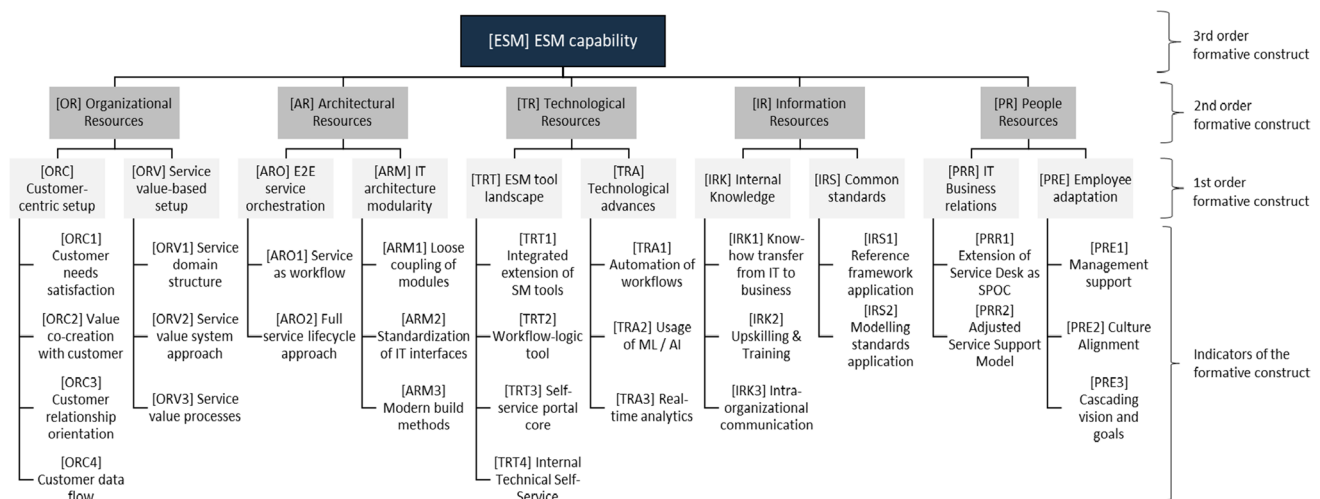 [ESM] ESM capability
3rd order
formative construct
[OR] Organizational
Resources
[AR] Architectural
Resources
[TR] Technological
Resources
[IR] Information
Resources
[PR] People
Resources
2nd order
formative construct
[ORC]
Customer-
centric setup
[ORV] Service
value-based
setup
[ARO] E2E
service
orchestration
[ARM] IT
architecture
modularity
[TRT] ESM tool
landscape
[TRA]
Technological
advances
[IRK] Internal
Knowledge
[IRS] Common
standards
[PRR] IT
Business
relations
[PRE] Employee
adaptation
1st order
formative construct
[ORC1]
Customer
needs
satisfaction
[ORC2] Value
co-creation
with customer
[ORC3]
Customer
relationship
orientation
[ORC4]
Customer data
flow
[ORV1] Service
domain
structure
[ORV2] Service
value system
approach
[ORV3] Service
value processes
[ARO1] Service
as workflow
[ARO2] Full
service lifecycle
approach
[ARM1] Loose
coupling of
modules
[ARM2]
Standardization
of IT interfaces
[ARM3]
Modern build
methods
[TRT1]
Integrated
extension of
SM tools
[TRT2]
Workflow-logic
tool
[TRT3] Self-
service portal
core
[TRT4] Internal
Technical Self-
Service
[TRA1]
Automation of
workflows
[TRA2] Usage
of ML / AI
[TRA3] Real-
time analytics
[IRK1] Know-
how transfer
from IT to
business
[IRK2]
Upskilling &
Training
[IRK3] Intra-
organizational
communication
[IRS1]
Reference
framework
application
[IRS2]
Modelling
standards
application
[PRR1]
Extension of
Service Desk as
SPOC
[PRR2]
Adjusted
Service Support
Model
[PRE1]
Management
support
[PRE2] Culture
Alignment
[PRE3]
Cascading
vision and
goals
Indicators of the
formative construct